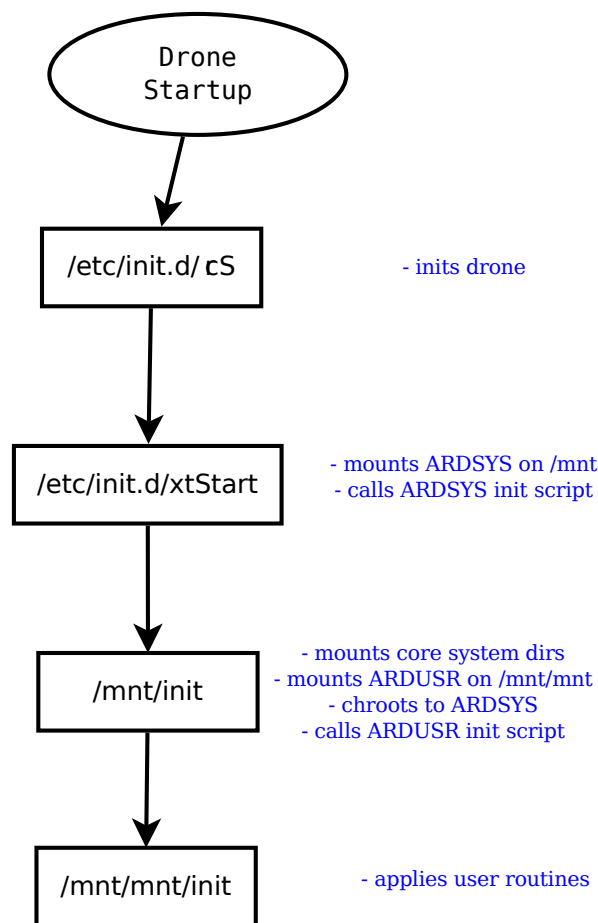 Drone
Startup
/etc/init.d/rcS
- inits drone
/etc/init.d/xtStart
- mounts ARDSYS on /mnt
- calls ARDSYS init script
/mnt/init
- mounts core system dirs
- mounts ARDUSR on /mnt/mnt
- chroots to ARDSYS
- calls ARDUSR init script
/mnt/mnt/init
- applies user routines